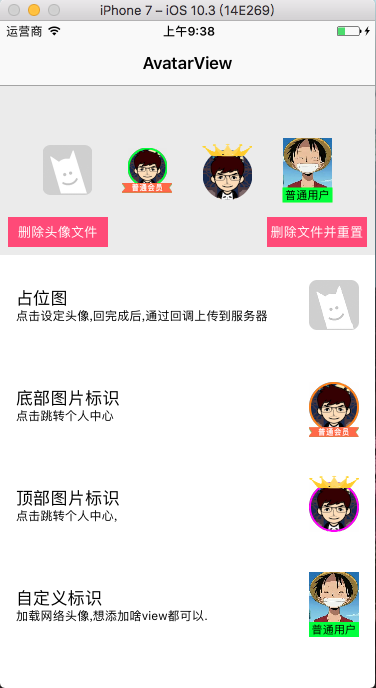 iPhone 7 – iOS 10.3 (14E269)
运营商 上午9:38
AvatarView
普通会员
普通用户
删除头像文件 删除文件并重置
占位图
点击设定头像,回完成后,通过回调上传到服务器
底部图片标识
点击跳转个人中心
普通会员
顶部图片标识
点击跳转个人中心,
自定义标识
加载网络头像,想添加啥view都可以.
普通用户